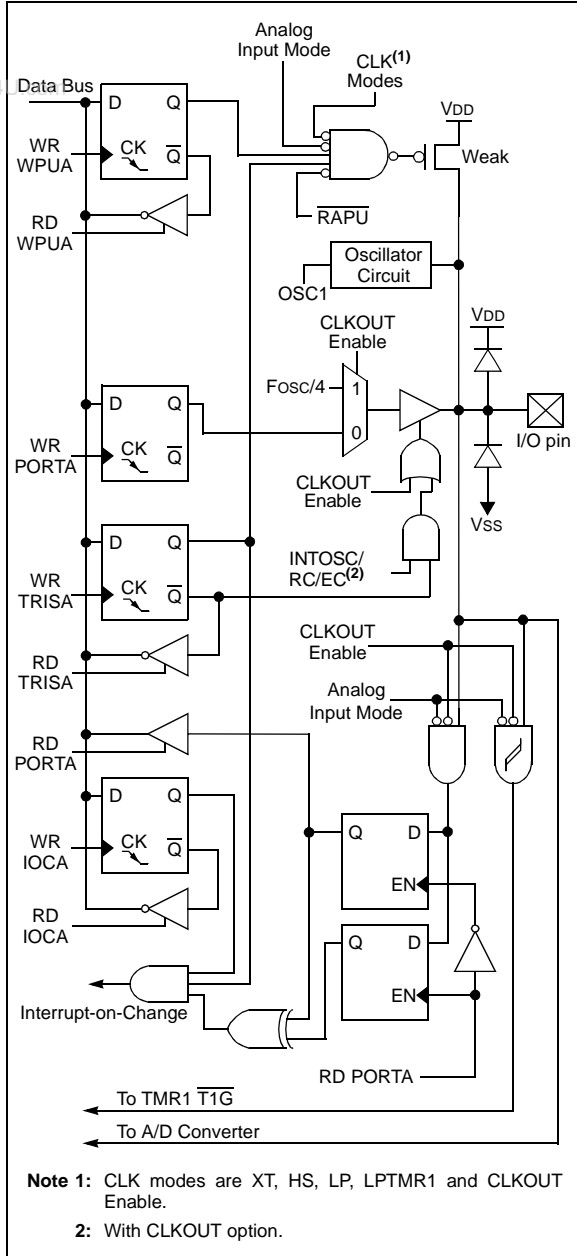 Analog
Input Mode
CLK(1)
Modes
Data Bus
D Q
VDD
WR
WPUA
CK Q
Weak
RD
WPUA
RAPU
Oscillator
Circuit
OSC1
CLKOUT
Enable
VDD
FOSC/4
1
D Q
0
I/O pin
WR
PORTA
CK Q
CLKOUT
Enable
VSS
D Q
INTOSC/
RC/EC(2)
WR
TRISA
CK Q
CLKOUT
Enable
RD
TRISA
Analog
Input Mode
RD
PORTA
D Q
Q D
WR
IOCA
CK Q
EN
RD
IOCA
Q D
Interrupt-on-Change
EN
RD PORTA
To TMR1 T1G
To A/D Converter
Note 1: CLK modes are XT, HS, LP, LPTMR1 and CLKOUT
Enable.
2: With CLKOUT option.